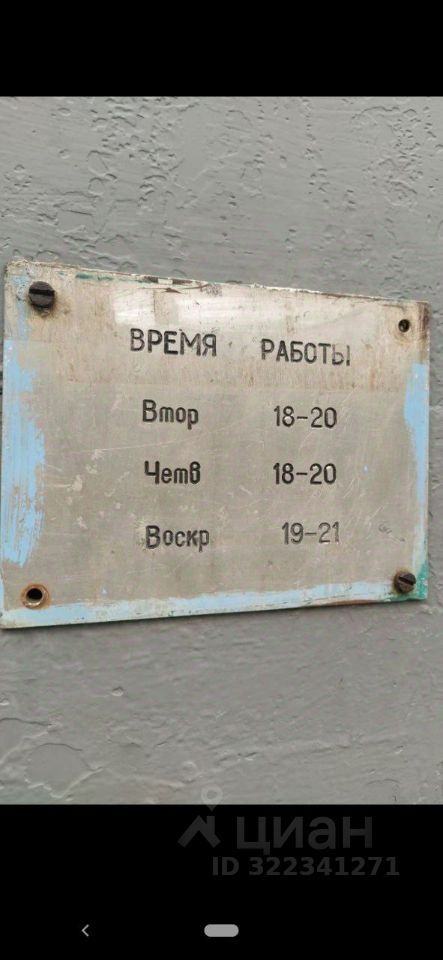 ВРЕМЯ РАБОТЫ
Втор 18-20
Четв 18-20
Воскр 19-21
циан
ID 322341271